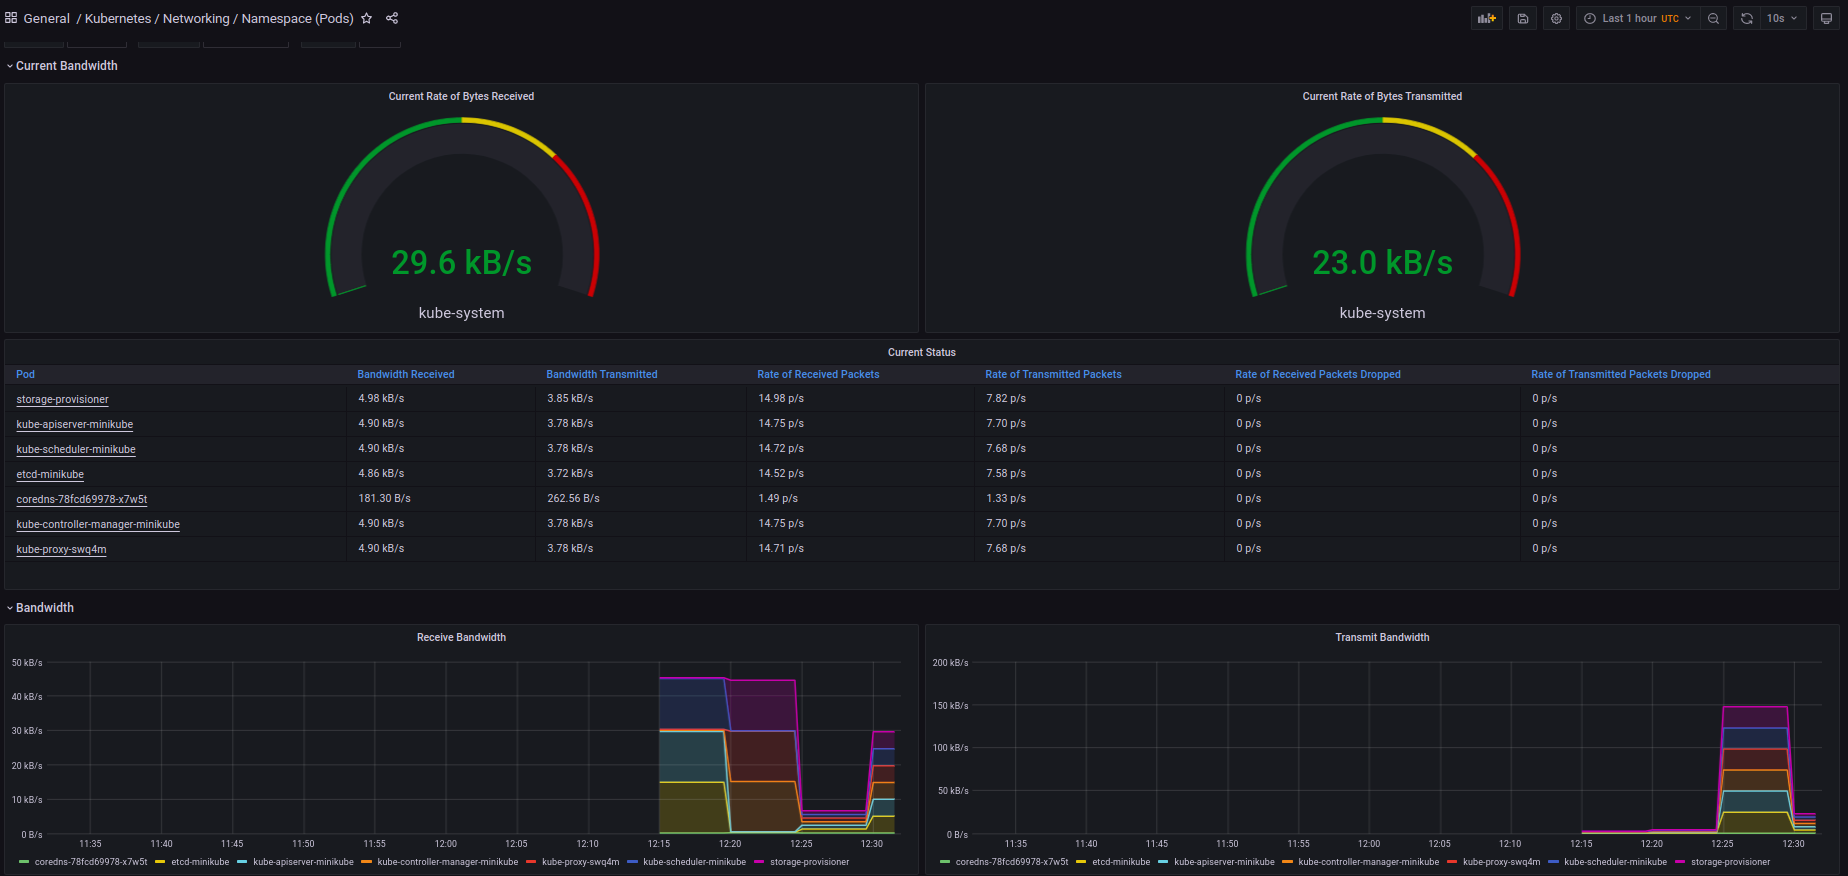 General / Kubernetes / Networking / Namespace (Pods)
Last 1 hour UTC
10s
Current Bandwidth
Current Rate of Bytes Received
29.6 kB/s
kube-system
Current Rate of Bytes Transmitted
23.0 kB/s
kube-system
Current Status
Pod Bandwidth Received Bandwidth Transmitted Rate of Received Packets Rate of Transmitted Packets Rate of Received Packets Dropped Rate of Transmitted Packets Dropped
storage-provisioner 4.98 kB/s 3.85 kB/s 14.98 p/s 7.82 p/s 0 p/s 0 p/s
kube-apiserver-minikube 4.90 kB/s 3.78 kB/s 14.75 p/s 7.70 p/s 0 p/s 0 p/s
kube-scheduler-minikube 4.90 kB/s 3.78 kB/s 14.72 p/s 7.68 p/s 0 p/s 0 p/s
etcd-minikube 4.86 kB/s 3.72 kB/s 14.52 p/s 7.58 p/s 0 p/s 0 p/s
coredns-78fcd69978-x7w5t 181.30 B/s 262.56 B/s 1.49 p/s 1.33 p/s 0 p/s 0 p/s
kube-controller-manager-minikube 4.90 kB/s 3.78 kB/s 14.75 p/s 7.70 p/s 0 p/s 0 p/s
kube-proxy-swq4m 4.90 kB/s 3.78 kB/s 14.71 p/s 7.68 p/s 0 p/s 0 p/s
Bandwidth
Receive Bandwidth
50 kB/s
40 kB/s
30 kB/s
20 kB/s
10 kB/s
0 B/s
11:35 11:40 11:45 11:50 11:55 12:00 12:05 12:10 12:15 12:20 12:25 12:30
coredns-78fcd69978-x7w5t etcd-minikube kube-apiserver-minikube kube-controller-manager-minikube kube-proxy-swq4m kube-scheduler-minikube storage-provisioner
Transmit Bandwidth
200 kB/s
150 kB/s
100 kB/s
50 kB/s
0 B/s
11:35 11:40 11:45 11:50 11:55 12:00 12:05 12:10 12:15 12:20 12:25 12:30
coredns-78fcd69978-x7w5t etcd-minikube kube-apiserver-minikube kube-controller-manager-minikube kube-proxy-swq4m kube-scheduler-minikube storage-provisioner